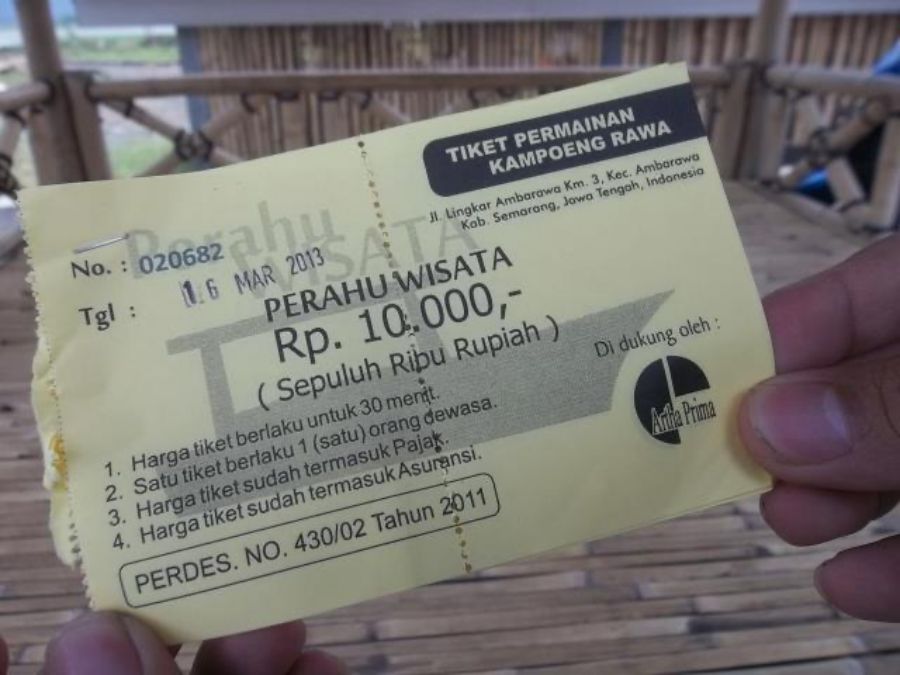 TIKET PERMAINAN
KAMPOENG RAWA
Jl. Lingkar Ambarawa Km. 3, Kec. Ambarawa
Kab. Semarang, Jawa Tengah, Indonesia
Perahu
WISATA
No. : 020682
Tgl : 16 MAR 2013
PERAHU WISATA
Rp. 10.000,-
( Sepuluh Ribu Rupiah )
Di dukung oleh :
Artha Prima
1. Harga tiket berlaku untuk 30 menit.
2. Satu tiket berlaku 1 (satu) orang dewasa.
3. Harga tiket sudah termasuk Pajak.
4. Harga tiket sudah termasuk Asuransi.
PERDES. NO. 430/02 Tahun 2011